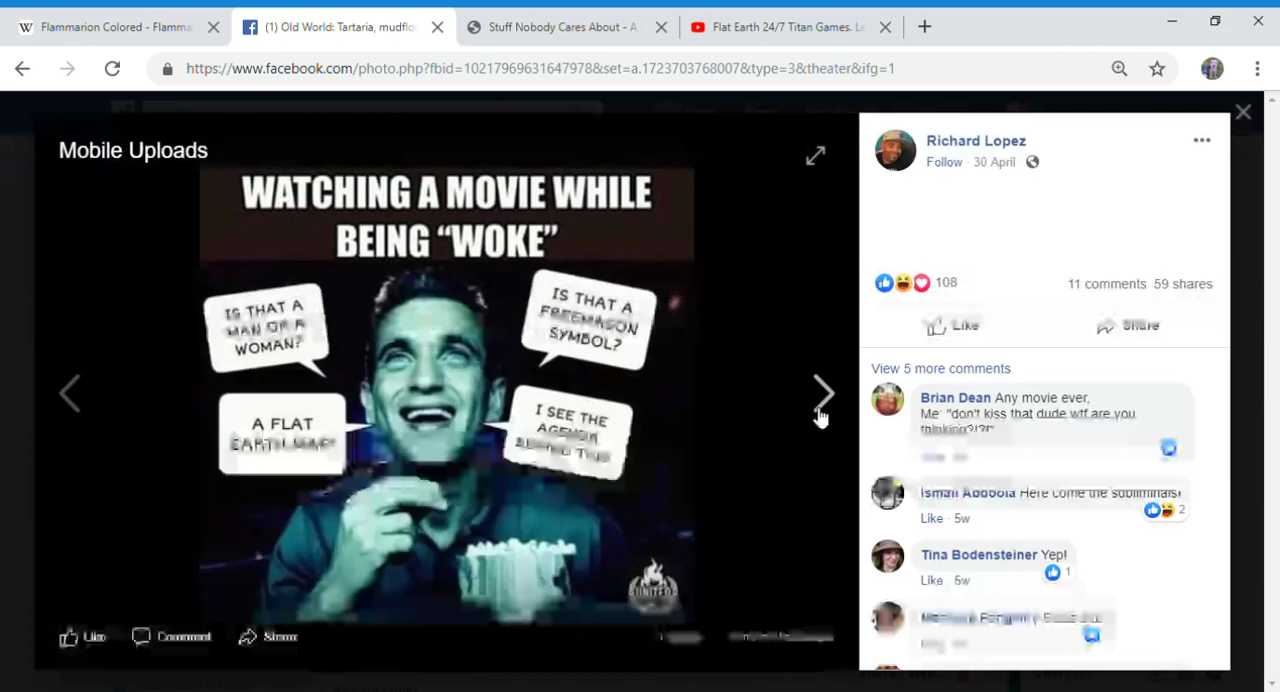 Flammarion Colored - Flamma
(1) Old World: Tartaria, mudflo
Stuff Nobody Cares About - A
Flat Earth 24/7 Titan Games. Le
https://www.facebook.com/photo.php?fbid=10217969631647978&set=a.1723703768007&type=3&theater&ifg=1
Mobile Uploads
WATCHING A MOVIE WHILE
BEING “WOKE”
IS THAT A
MAN OR A
WOMAN?
IS THAT A
FREEMASON
SYMBOL?
A FLAT
EARTH MAP!
I SEE THE
AGENDA
BEHIND THIS
UNITED
Like Comment Share
Richard Lopez
Follow · 30 April ·
108
11 comments 59 shares
Like
Share
View 5 more comments
Brian Dean Any movie ever,
Me: "don't kiss that dude wtf are you
thinking?!?!"
Ismail Abdoola Here come the subliminals!
Like · 5w
2
Tina Bodensteiner Yep!
Like · 5w
1